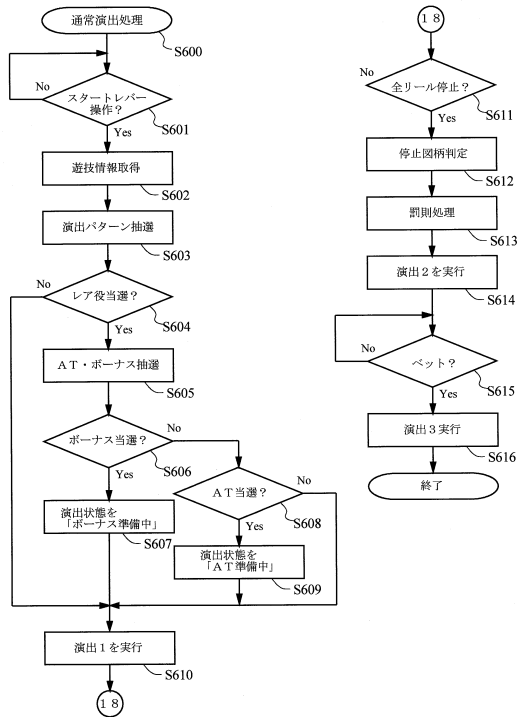 通常演出処理
S600
No
スタートレバー
操作？
S601
Yes
遊技情報取得
S602
演出パターン抽選
S603
No
レア役当選？
S604
Yes
ＡＴ・ボーナス抽選
S605
ボーナス当選？
No
S606
Yes
演出状態を
「ボーナス準備中」
S607
ＡＴ当選？
No
S608
Yes
演出状態を
「ＡＴ準備中」
S609
演出１を実行
S610
１８
１８
No
全リール停止？
S611
Yes
停止図柄判定
S612
罰則処理
S613
演出２を実行
S614
No
ベット？
S615
Yes
演出３実行
S616
終了